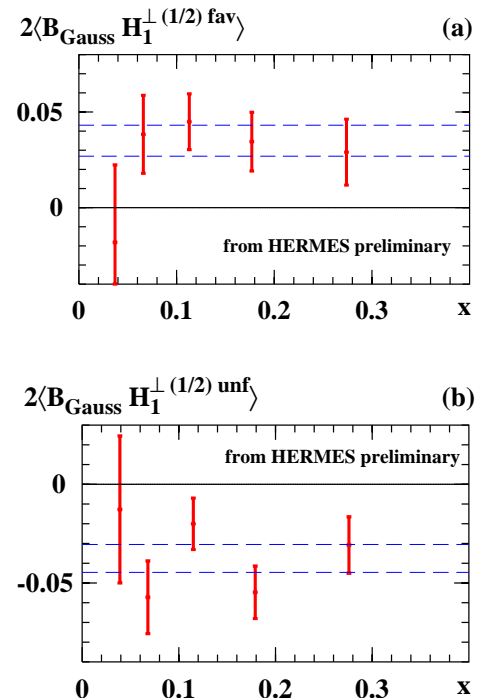 2⟨B_Gauss H_1^⊥ (1/2) fav⟩ (a)
0.05
0
from HERMES preliminary
0 0.1 0.2 0.3 x
2⟨B_Gauss H_1^⊥ (1/2) unf⟩ (b)
from HERMES preliminary
0
-0.05
0 0.1 0.2 0.3 x